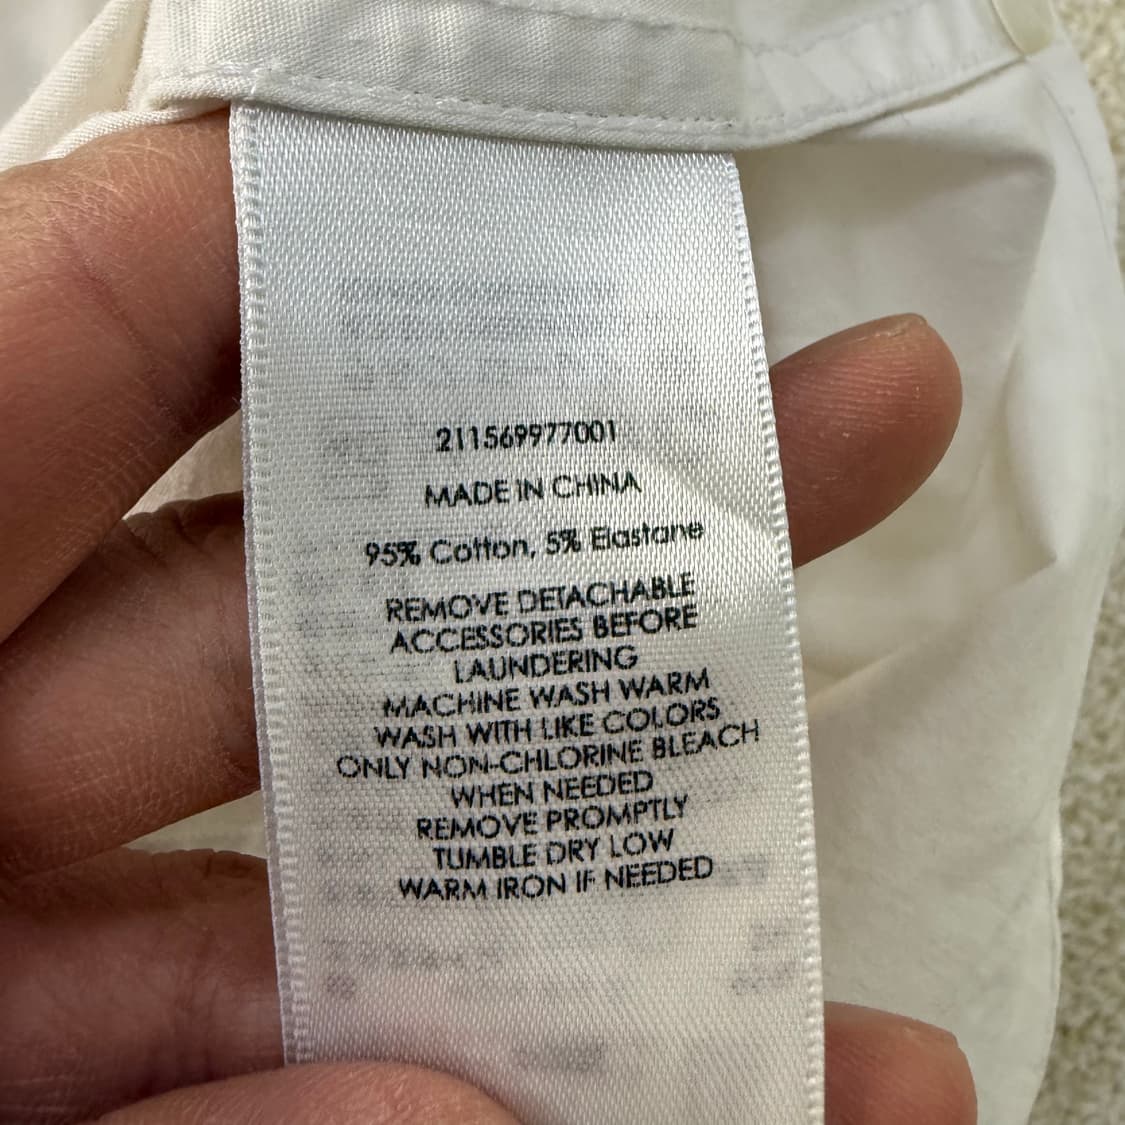 211569977001
MADE IN CHINA
95% Cotton, 5% Elastane
REMOVE DETACHABLE
ACCESSORIES BEFORE
LAUNDERING
MACHINE WASH WARM
WASH WITH LIKE COLORS
ONLY NON-CHLORINE BLEACH
WHEN NEEDED
REMOVE PROMPTLY
TUMBLE DRY LOW
WARM IRON IF NEEDED